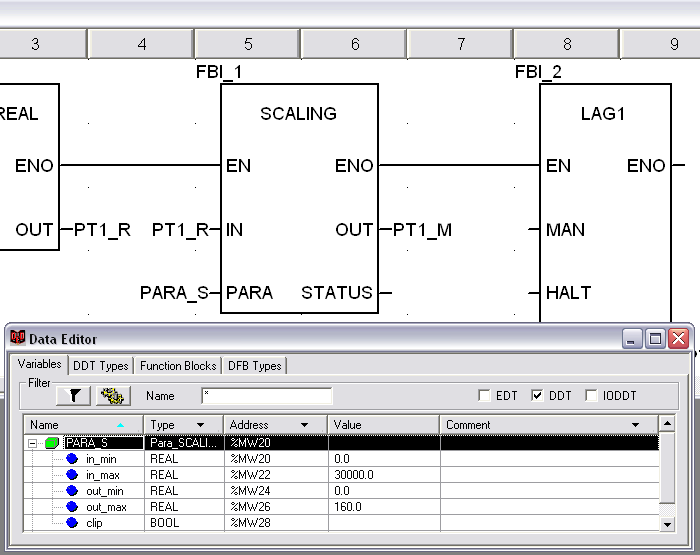 3 4 5 6 7 8 9
FBI_1 FBI_2
REAL SCALING LAG1
ENO EN ENO EN ENO
OUT PT1_R PT1_R IN OUT PT1_M MAN
PARA_S PARA STATUS HALT
Data Editor
Variables DDT Types Function Blocks DFB Types
Filter
Name * EDT DDT IODDT
Name Type Address Value Comment
PARA_S Para_SCALI... %MW20
in_min REAL %MW20 0.0
in_max REAL %MW22 30000.0
out_min REAL %MW24 0.0
out_max REAL %MW26 160.0
clip BOOL %MW28